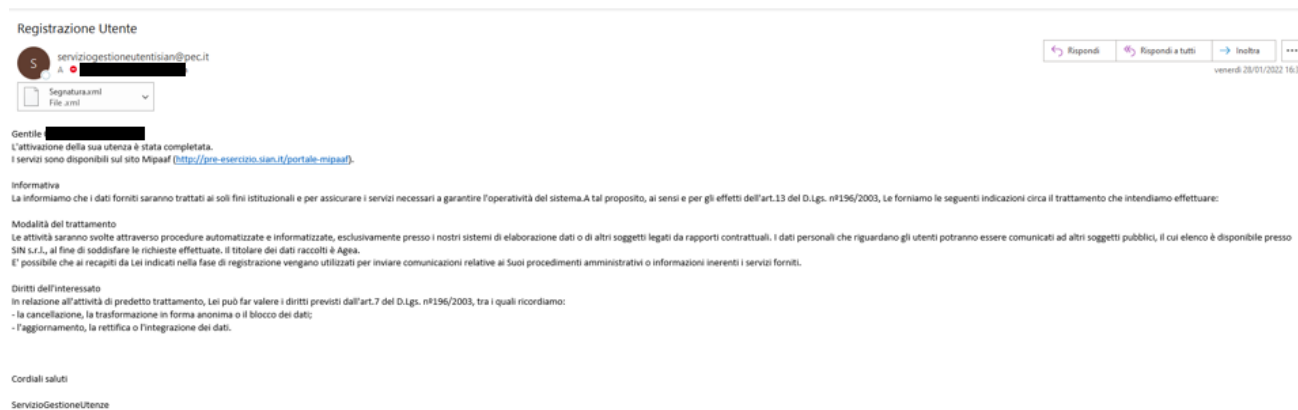 Registrazione Utente
S
serviziogestioneutentisian@pec.it
A
Rispondi
Rispondi a tutti
Inoltra
venerdì 28/01/2022 16:3
Segnatura.xml
File .xml
Gentile
L'attivazione della sua utenza è stata completata.
I servizi sono disponibili sul sito Mipaaf (http://pre-esercizio.sian.it/portale-mipaaf).
Informativa
La informiamo che i dati forniti saranno trattati ai soli fini istituzionali e per assicurare i servizi necessari a garantire l'operatività del sistema.A tal proposito, ai sensi e per gli effetti dell'art.13 del D.Lgs. nº196/2003, Le forniamo le seguenti indicazioni circa il trattamento che intendiamo effettuare:
Modalità del trattamento
Le attività saranno svolte attraverso procedure automatizzate e informatizzate, esclusivamente presso i nostri sistemi di elaborazione dati o di altri soggetti legati da rapporti contrattuali. I dati personali che riguardano gli utenti potranno essere comunicati ad altri soggetti pubblici, il cui elenco è disponibile presso
SIN s.r.l., al fine di soddisfare le richieste effettuate. Il titolare dei dati raccolti è Agea.
E' possibile che ai recapiti da Lei indicati nella fase di registrazione vengano utilizzati per inviare comunicazioni relative ai Suoi procedimenti amministrativi o informazioni inerenti i servizi forniti.
Diritti dell'interessato
In relazione all'attività di predetto trattamento, Lei può far valere i diritti previsti dall'art.7 del D.Lgs. nº196/2003, tra i quali ricordiamo:
- la cancellazione, la trasformazione in forma anonima o il blocco dei dati;
- l'aggiornamento, la rettifica o l'integrazione dei dati.
Cordiali saluti
ServizioGestioneUtenze